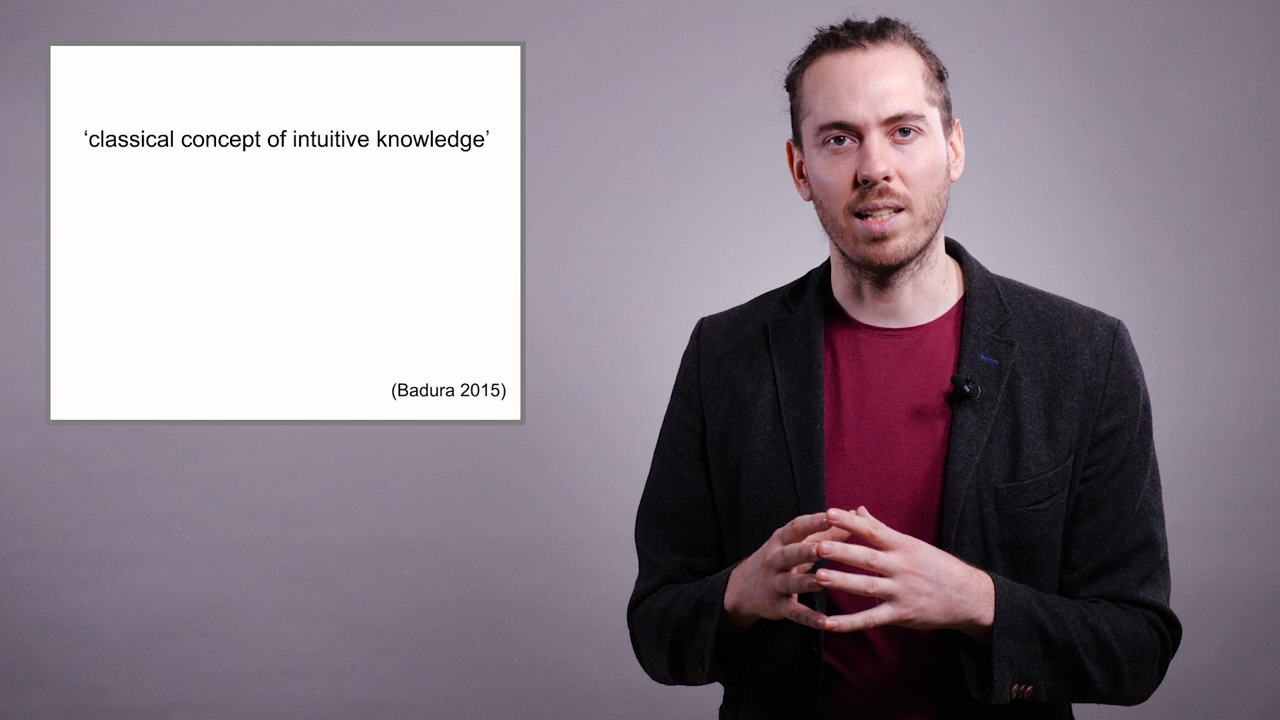 ‘classical concept of intuitive knowledge’
(Badura 2015)